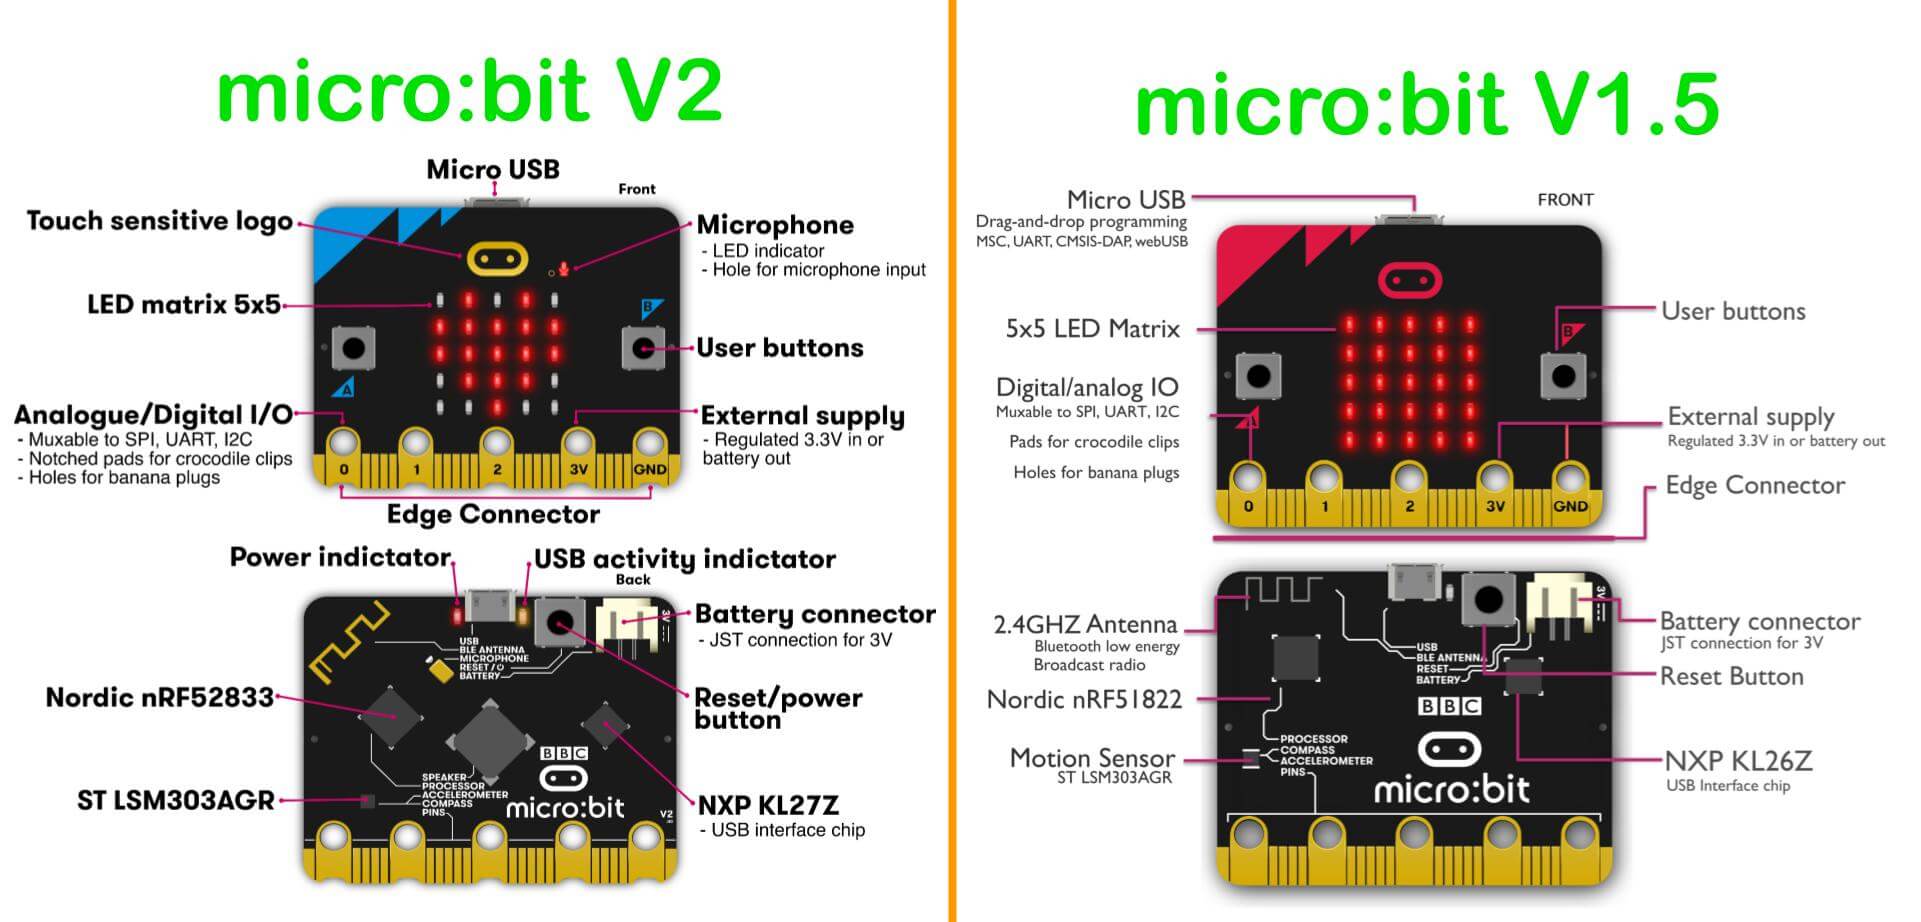 micro:bit V2
Micro USB
Front
Touch sensitive logo
Microphone
- LED indicator
- Hole for microphone input
LED matrix 5x5
B
User buttons
A
Analogue/Digital I/O
- Muxable to SPI, UART, I2C
- Notched pads for crocodile clips
- Holes for banana plugs
External supply
- Regulated 3.3V in or
battery out
0 1 2 3V GND
Edge Connector
Power indictator
USB activity indictator
Back
Battery connector
- JST connection for 3V
3V
USB
BLE ANTENNA
MICROPHONE
RESET/
BATTERY
Nordic nRF52833
Reset/power
button
BBC
SPEAKER
PROCESSOR
ACCELEROMETER
COMPASS
PINS
micro:bit
V2
ST LSM303AGR
NXP KL27Z
- USB interface chip
micro:bit V1.5
Micro USB
Drag-and-drop programming
MSC, UART, CMSIS-DAP, webUSB
FRONT
User buttons
B
5x5 LED Matrix
Digital/analog IO
Muxable to SPI, UART, I2C
Pads for crocodile clips
Holes for banana plugs
A
External supply
Regulated 3.3V in or battery out
Edge Connector
0 1 2 3V GND
2.4GHZ Antenna
Bluetooth low energy
Broadcast radio
3V
Battery connector
JST connection for 3V
USB
BLE ANTENNA
RESET
BATTERY
Reset Button
Nordic nRF51822
BBC
Motion Sensor
ST LSM303AGR
PROCESSOR
COMPASS
ACCELEROMETER
PINS
micro:bit
NXP KL26Z
USB Interface chip